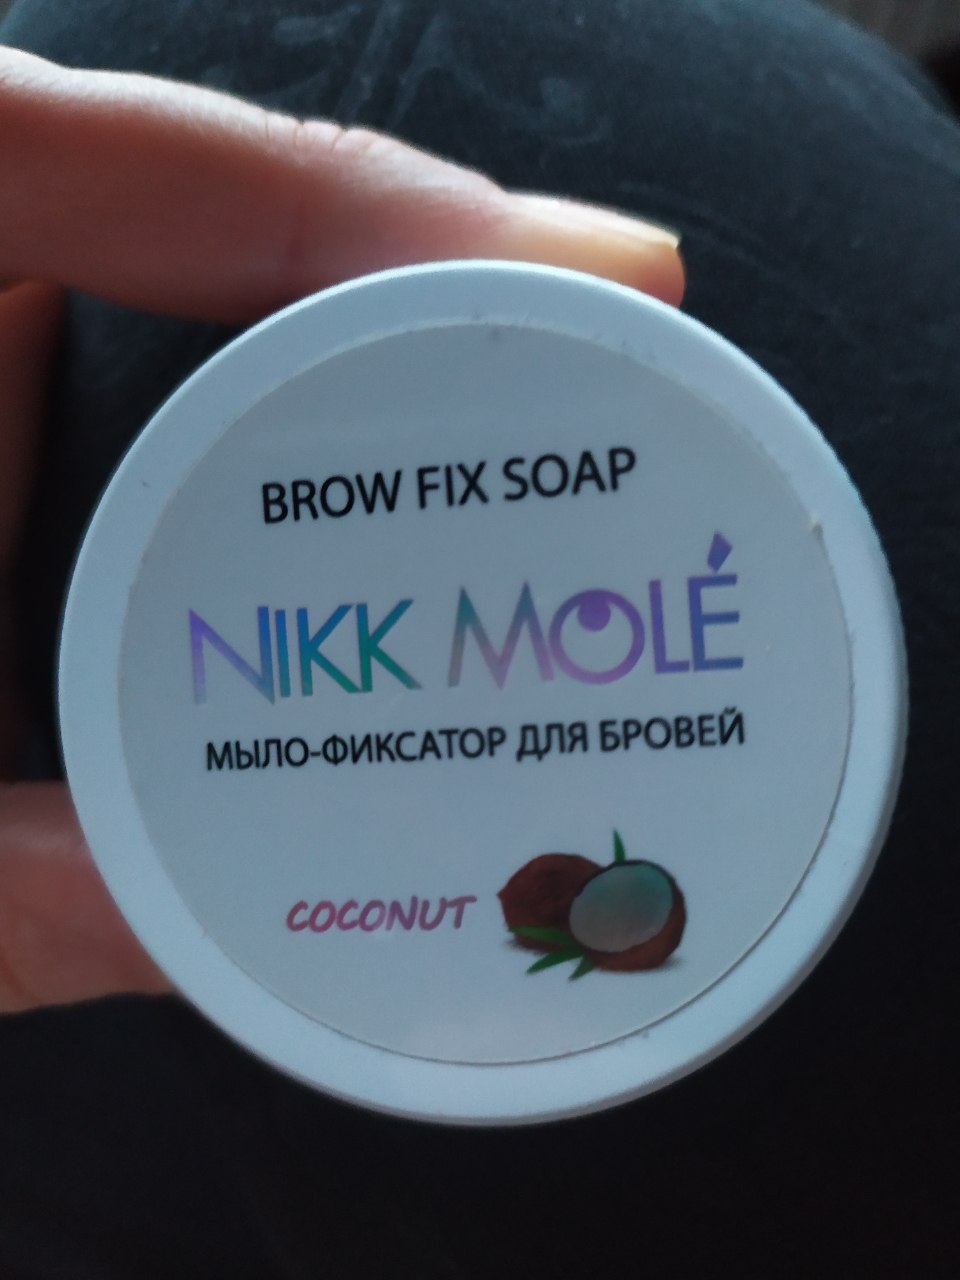 BROW FIX SOAP
NIKK MOLÉ
МЫЛО-ФИКСАТОР ДЛЯ БРОВЕЙ
COCONUT